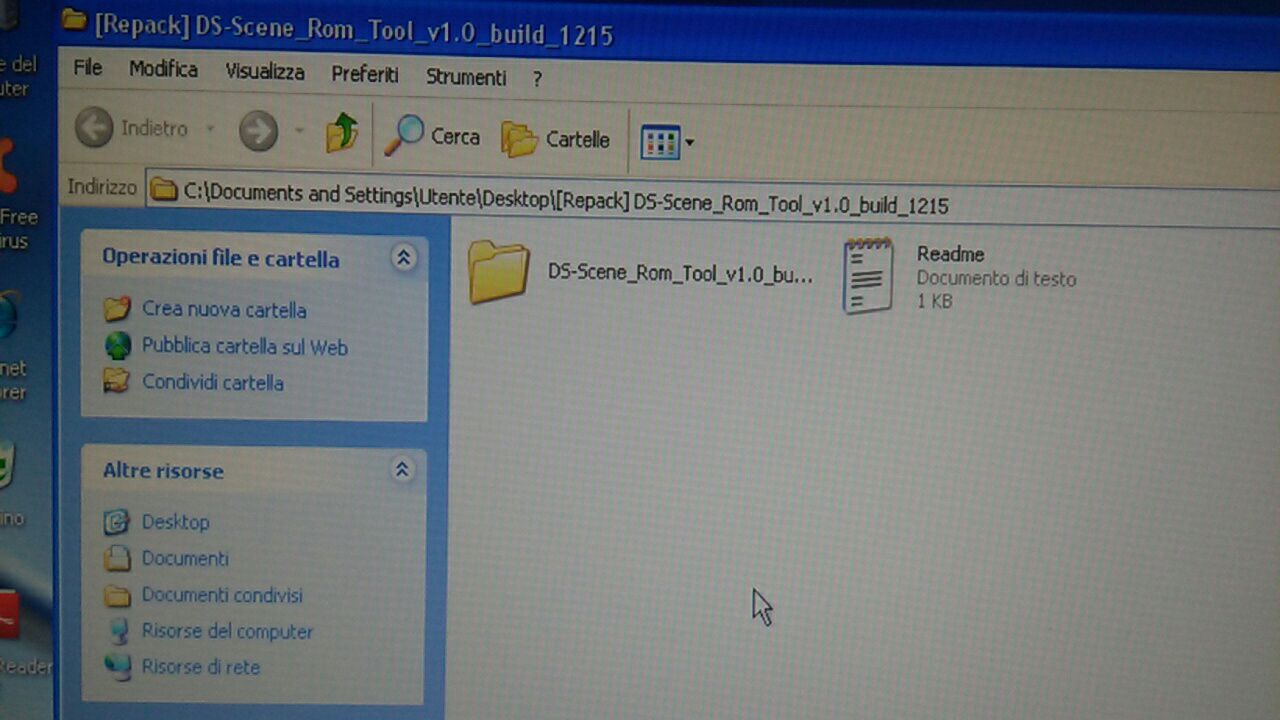 [Repack] DS-Scene_Rom_Tool_v1.0_build_1215
File Modifica Visualizza Preferiti Strumenti ?
Indietro Cerca Cartelle
Indirizzo C:\Documents and Settings\Utente\Desktop\[Repack] DS-Scene_Rom_Tool_v1.0_build_1215
e del
uter
Free
irus
net
rer
ino
Reader
Operazioni file e cartella
Crea nuova cartella
Pubblica cartella sul Web
Condividi cartella
Altre risorse
Desktop
Documenti
Documenti condivisi
Risorse del computer
Risorse di rete
DS-Scene_Rom_Tool_v1.0_bu...
Readme
Documento di testo
1 KB